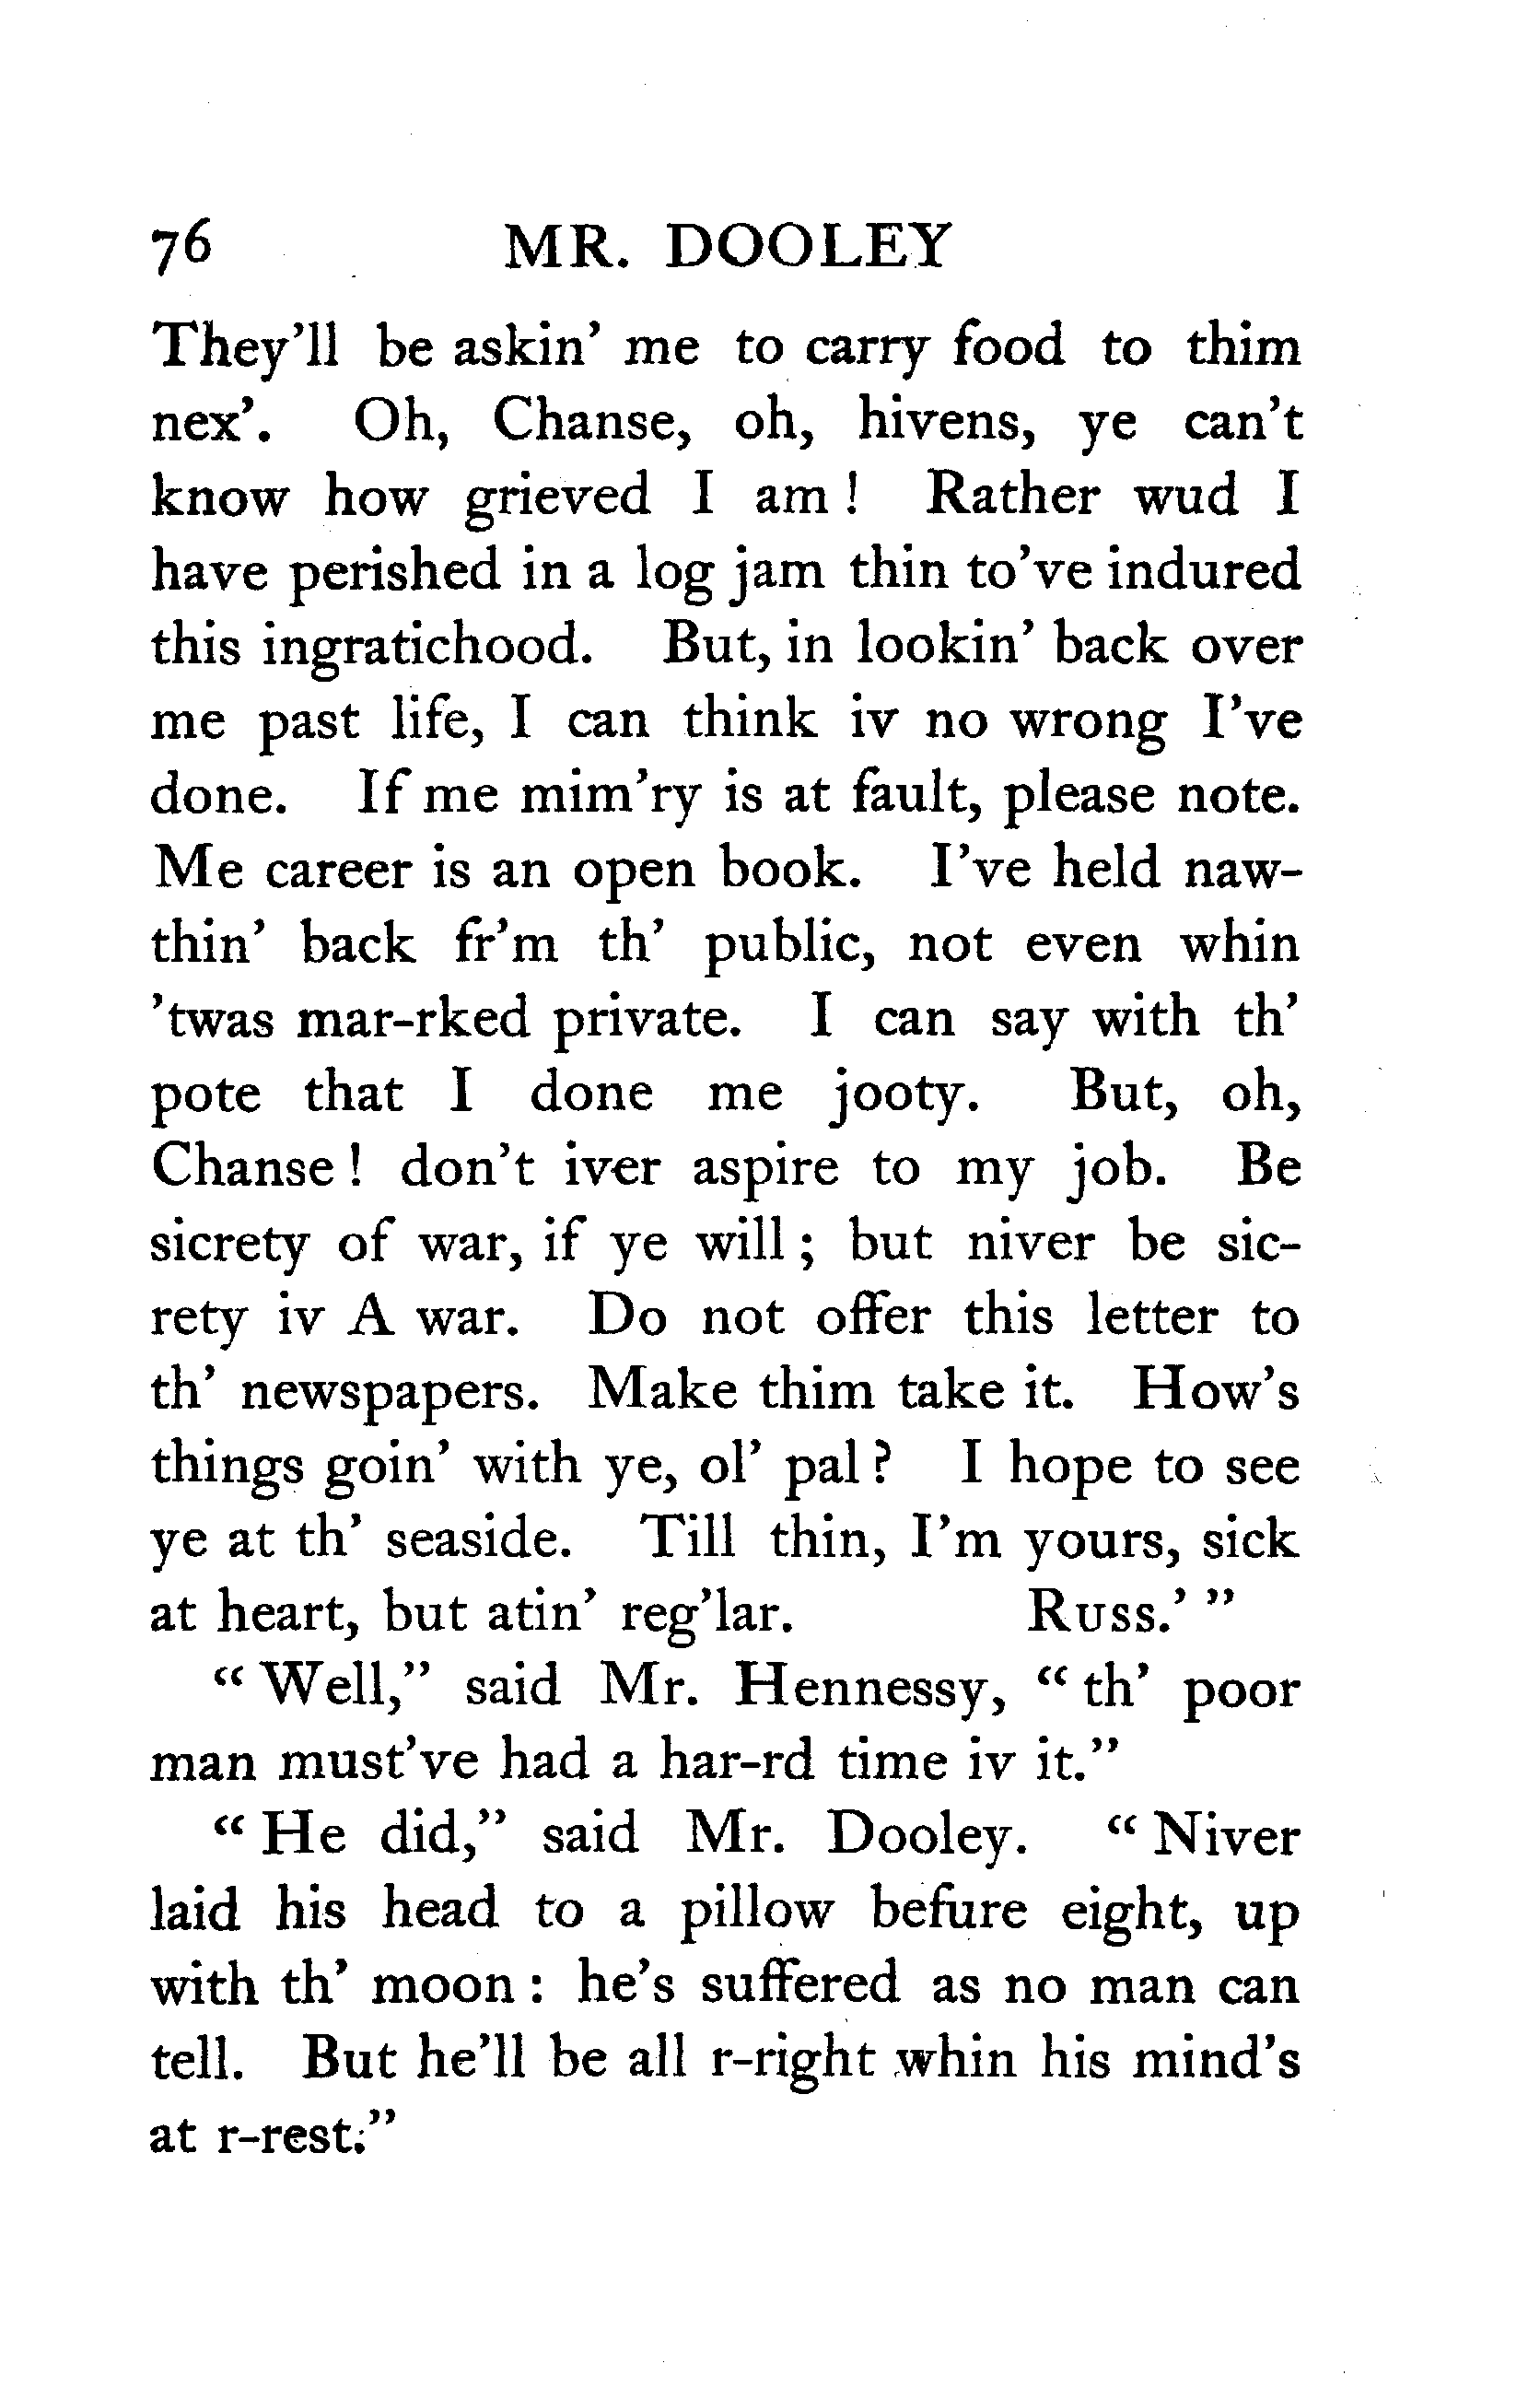 76 MR. DOOLEY
They'll be askin' me to carry food to thim
nex'. Oh, Chanse, oh, hivens, ye can't
know how grieved I am ! Rather wud I
have perished in a log jam thin to've indured
this ingratichood. But, in lookin' back over
me past life, I can think iv no wrong I've
done. If me mim'ry is at fault, please note.
Me career is an open book. I've held naw-
thin' back fr'm th' public, not even whin
'twas mar-rked private. I can say with th'
pote that I done me jooty. But, oh,
Chanse ! don't iver aspire to my job. Be
sicrety of war, if ye will ; but niver be sic-
rety iv A war. Do not offer this letter to
th' newspapers. Make thim take it. How's
things goin' with ye, ol' pal ? I hope to see
ye at th' seaside. Till thin, I'm yours, sick
at heart, but atin' reg'lar. Russ.' ”
“ Well,” said Mr. Hennessy, “ th' poor
man must've had a har-rd time iv it.”
“ He did,” said Mr. Dooley. “ Niver
laid his head to a pillow befure eight, up
with th' moon : he's suffered as no man can
tell. But he'll be all r-right whin his mind's
at r-rest.”